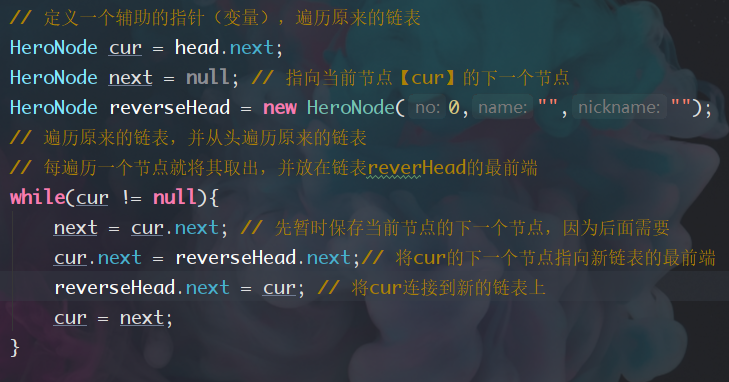 // 定义一个辅助的指针（变量），遍历原来的链表
HeroNode cur = head.next;
HeroNode next = null; // 指向当前节点【cur】的下一个节点
HeroNode reverseHead = new HeroNode( no: 0, name: "", nickname: "");
// 遍历原来的链表，并从头遍历原来的链表
// 每遍历一个节点就将其取出，并放在链表reverHead的最前端
while(cur != null){
    next = cur.next; // 先暂时保存当前节点的下一个节点，因为后面需要
    cur.next = reverseHead.next;// 将cur的下一个节点指向新链表的最前端
    reverseHead.next = cur; // 将cur连接到新的链表上
    cur = next;
}